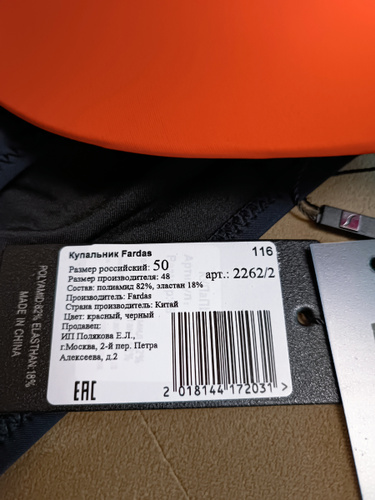 Купальник Fardas 116
Размер российский: 50
Размер производителя: 48 арт.: 2262/2
Состав: полиамид 82%, эластан 18%
Производитель: Fardas
Страна производитель: Китай
Цвет: красный, черный
Продавец:
ИП Полякова Е.Л.,
г.Москва, 2-й пер. Петра
Алексеева, д.2
EAC
2 018144 172031 >
POLYAMID:82% ELASTHAN:18%
MADE IN CHINA